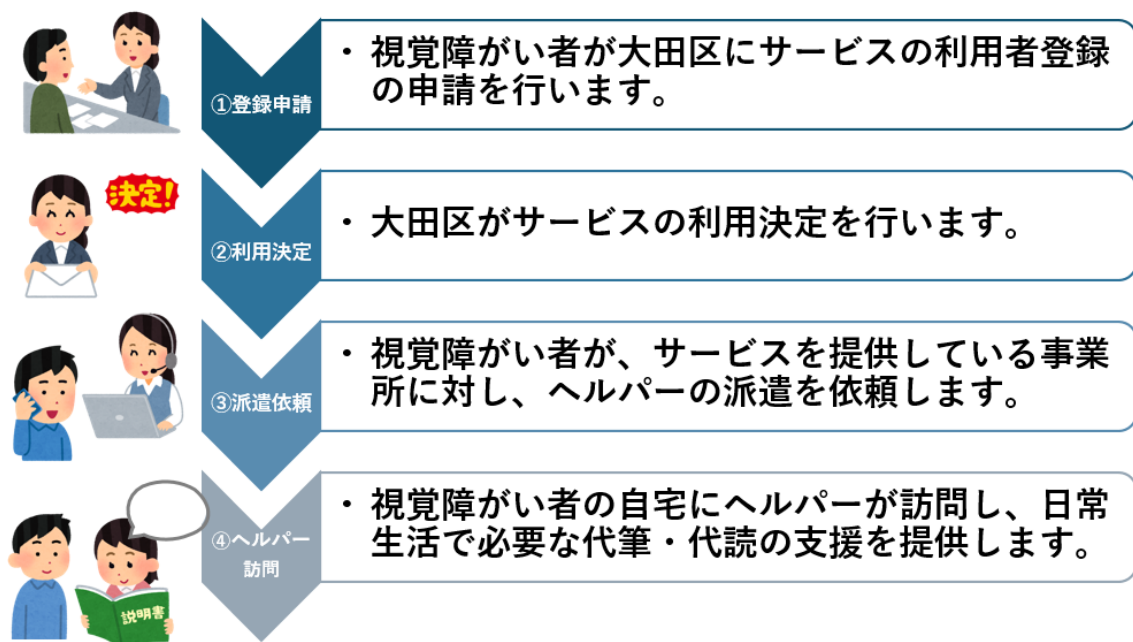 ①登録申請
・視覚障がい者が大田区にサービスの利用者登録
の申請を行います。
決定!
②利用決定
・大田区がサービスの利用決定を行います。
③派遣依頼
・視覚障がい者が、サービスを提供している事業
所に対し、ヘルパーの派遣を依頼します。
④ヘルパー
訪問
・視覚障がい者の自宅にヘルパーが訪問し、日常
生活で必要な代筆・代読の支援を提供します。
説明書